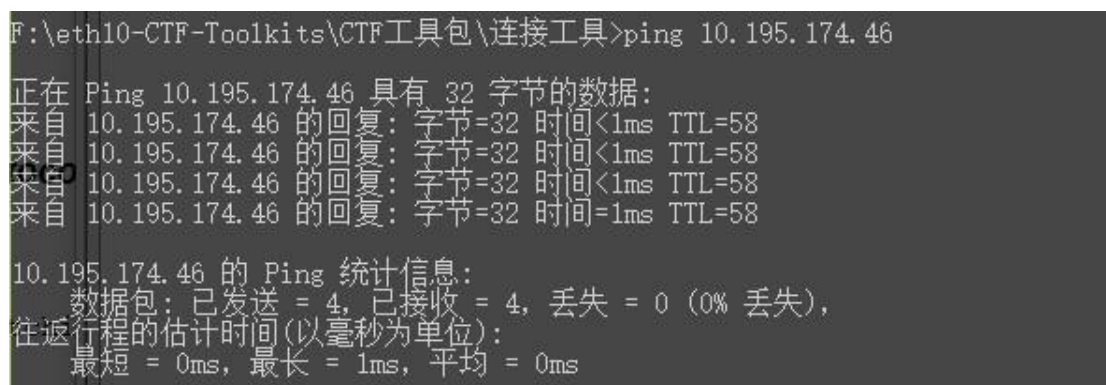 F:\eth10-CTF-Toolkits\CTF工具包\连接工具>ping 10.195.174.46
正在 Ping 10.195.174.46 具有 32 字节的数据:
来自 10.195.174.46 的回复: 字节=32 时间<1ms TTL=58
来自 10.195.174.46 的回复: 字节=32 时间<1ms TTL=58
来自 10.195.174.46 的回复: 字节=32 时间<1ms TTL=58
来自 10.195.174.46 的回复: 字节=32 时间=1ms TTL=58
10.195.174.46 的 Ping 统计信息:
数据包: 已发送 = 4, 已接收 = 4, 丢失 = 0 (0% 丢失),
往返行程的估计时间(以毫秒为单位):
最短 = 0ms, 最长 = 1ms, 平均 = 0ms